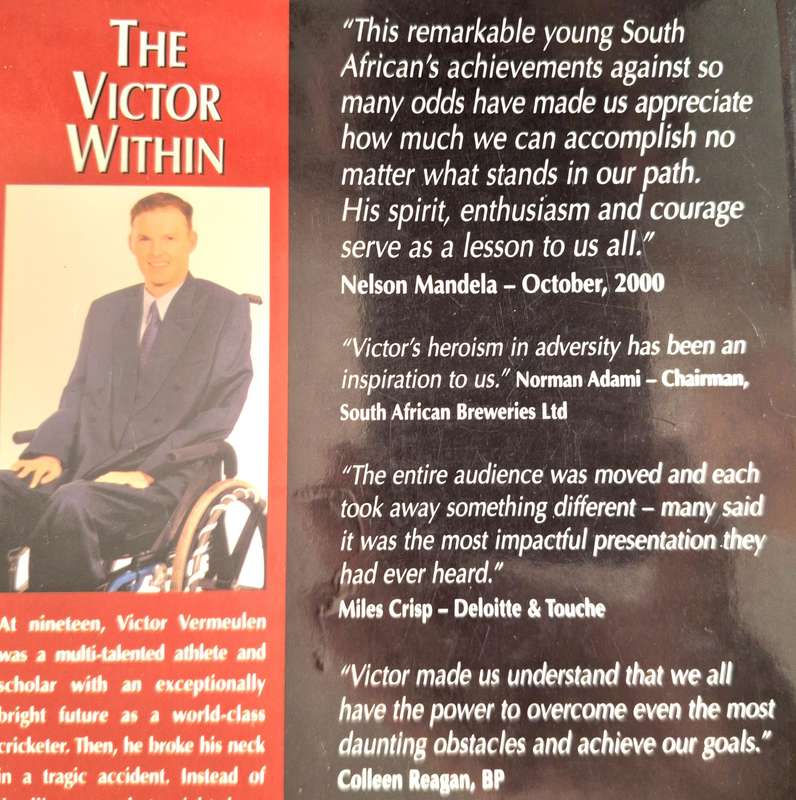 THE
VICTOR
WITHIN
At nineteen, Victor Vermeulen
was a multi-talented athlete and
scholar with an exceptionally
bright future as a world-class
cricketer. Then, he broke his neck
in a tragic accident. Instead of
“This remarkable young South
African’s achievements against so
many odds have made us appreciate
how much we can accomplish no
matter what stands in our path.
His spirit, enthusiasm and courage
serve as a lesson to us all.”
Nelson Mandela – October, 2000
“Victor’s heroism in adversity has been an
inspiration to us.” Norman Adami – Chairman,
South African Breweries Ltd
“The entire audience was moved and each
took away something different – many said
it was the most impactful presentation they
had ever heard.”
Miles Crisp – Deloitte & Touche
“Victor made us understand that we all
have the power to overcome even the most
daunting obstacles and achieve our goals.”
Colleen Reagan, BP